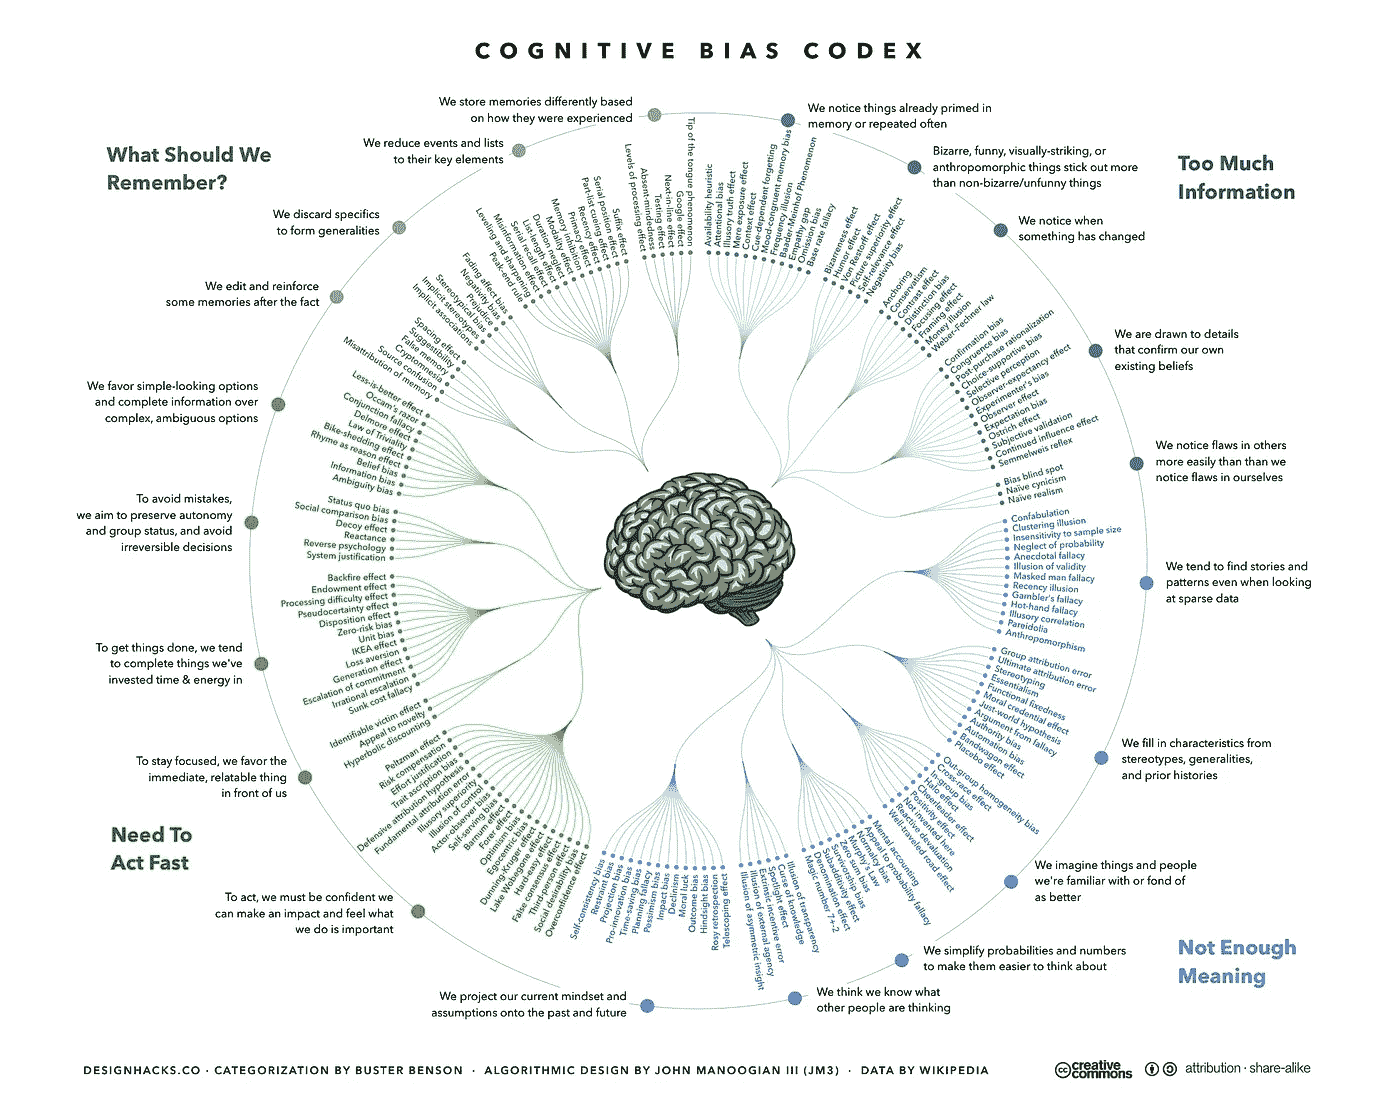 COGNITIVE BIAS CODEX
What Should We
Remember?
Too Much
Information
Need To
Act Fast
Not Enough
Meaning
We notice things already primed in
memory or repeated often
Availability heuristic
Attentional bias
Illusory truth effect
Mere exposure effect
Context effect
Cue-dependent forgetting
Mood-congruent memory bias
Frequency illusion
Baader-Meinhof Phenomenon
Empathy gap
Omission bias
Base rate fallacy
Bizarre, funny, visually-striking, or
anthropomorphic things stick out more
than non-bizarre/unfunny things
Bizarreness effect
Humor effect
Von Restorff effect
Picture superiority effect
Self-relevance effect
Negativity bias
We notice when
something has changed
Anchoring
Conservatism
Contrast effect
Distinction bias
Focusing effect
Framing effect
Money illusion
Weber-Fechner law
We are drawn to details
that confirm our own
existing beliefs
Confirmation bias
Congruence bias
Post-purchase rationalization
Choice-supportive bias
Selective perception
Observer-expectancy effect
Experimenter's bias
Observer effect
Expectation bias
Ostrich effect
Subjective validation
Continued influence effect
Semmelweis reflex
We notice flaws in others
more easily than than we
notice flaws in ourselves
Bias blind spot
Naïve cynicism
Naïve realism
We tend to find stories and
patterns even when looking
at sparse data
Confabulation
Clustering illusion
Insensitivity to sample size
Neglect of probability
Anecdotal fallacy
Illusion of validity
Masked man fallacy
Recency illusion
Gambler's fallacy
Hot-hand fallacy
Illusory correlation
Pareidolia
Anthropomorphism
We fill in characteristics from
stereotypes, generalities,
and prior histories
Group attribution error
Ultimate attribution error
Stereotyping
Essentialism
Functional fixedness
Moral credential effect
Just-world hypothesis
Argument from fallacy
Authority bias
Automation bias
Bandwagon effect
Placebo effect
We imagine things and people
we're familiar with or fond of
as better
Out-group homogeneity bias
Cross-race effect
In-group bias
Halo effect
Cheerleader effect
Positivity effect
Not invented here
Reactive devaluation
Well-traveled road effect
We simplify probabilities and numbers
to make them easier to think about
Mental accounting
Appeal to probability fallacy
Normalcy bias
Murphy's Law
Zero sum bias
Survivorship bias
Subadditivity effect
Denomination effect
Magic number 7+-2
We think we know what
other people are thinking
Illusion of transparency
Curse of knowledge
Spotlight effect
Extrinsic incentive error
Illusion of external agency
Illusion of asymmetric insight
We project our current mindset and
assumptions onto the past and future
Telescoping effect
Rosy retrospection
Hindsight bias
Outcome bias
Moral luck
Declinism
Impact bias
Pessimism bias
Planning fallacy
Time-saving bias
Pro-innovation bias
Projection bias
Restraint bias
Self-consistency bias
To act, we must be confident we
can make an impact and feel what
we do is important
Overconfidence effect
Social desirability bias
Third-person effect
False consensus effect
Hard-easy effect
Lake Wobegone effect
Dunning-Kruger effect
Egocentric bias
Optimism bias
Forer effect
Barnum effect
Self-serving bias
Actor-observer bias
Illusion of control
Illusory superiority
Fundamental attribution error
Defensive attribution hypothesis
Trait ascription bias
Effort justification
Risk compensation
Peltzman effect
To stay focused, we favor the
immediate, relatable thing
in front of us
Hyperbolic discounting
Appeal to novelty
Identifiable victim effect
To get things done, we tend
to complete things we've
invested time & energy in
Sunk cost fallacy
Irrational escalation
Escalation of commitment
Generation effect
Loss aversion
IKEA effect
Unit bias
Zero-risk bias
Disposition effect
Pseudocertainty effect
Processing difficulty effect
Endowment effect
Backfire effect
To avoid mistakes,
we aim to preserve autonomy
and group status, and avoid
irreversible decisions
System justification
Reverse psychology
Reactance
Decoy effect
Social comparison bias
Status quo bias
We favor simple-looking options
and complete information over
complex, ambiguous options
Ambiguity bias
Information bias
Belief bias
Rhyme as reason effect
Bike-shedding effect
Law of Triviality
Delmore effect
Conjunction fallacy
Occam's razor
Less-is-better effect
We edit and reinforce
some memories after the fact
Misattribution of memory
Source confusion
Cryptomnesia
False memory
Suggestibility
Spacing effect
We discard specifics
to form generalities
Implicit associations
Implicit stereotypes
Stereotypical bias
Prejudice
Negativity bias
Fading affect bias
We reduce events and lists
to their key elements
Peak-end rule
Leveling and sharpening
Misinformation effect
Serial recall effect
List-length effect
Duration neglect
Modality effect
Memory inhibition
Primacy effect
Recency effect
Part-list cueing effect
Serial position effect
Suffix effect
We store memories differently based
on how they were experienced
Levels of processing effect
Absent-mindedness
Testing effect
Next-in-line effect
Google effect
Tip of the tongue phenomenon
DESIGNHACKS.CO · CATEGORIZATION BY BUSTER BENSON · ALGORITHMIC DESIGN BY JOHN MANOOGIAN III (JM3) · DATA BY WIKIPEDIA
cc creative commons
attribution · share-alike